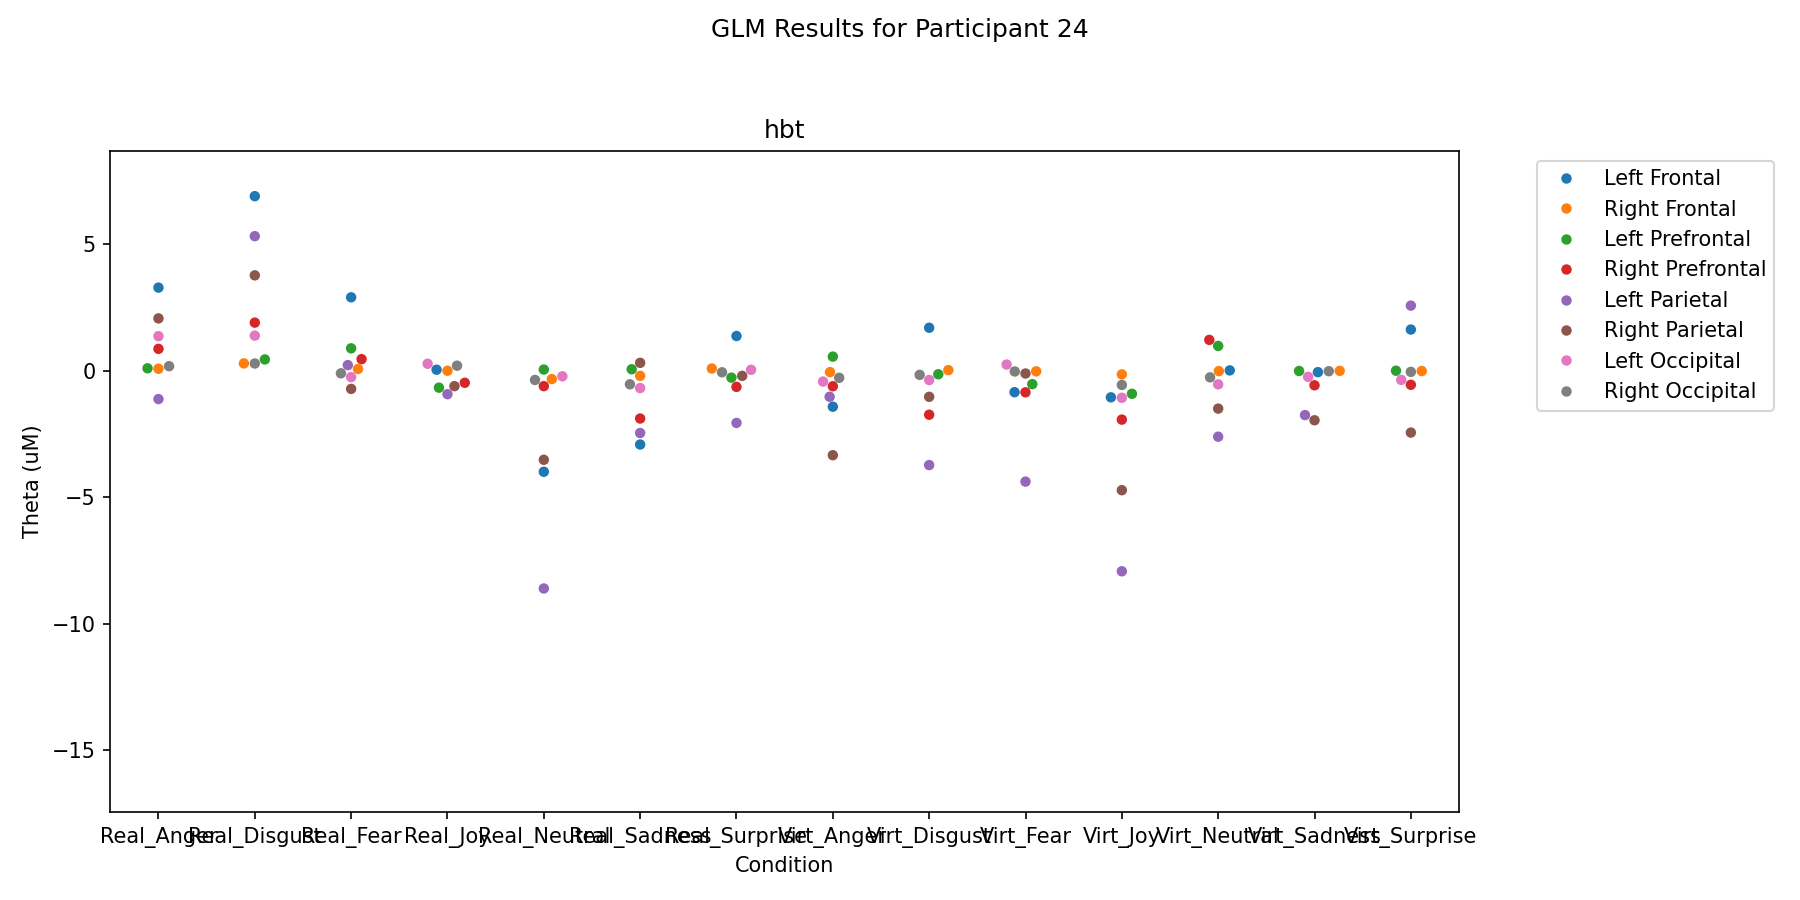 GLM Results for Participant 24
hbt
Theta (uM)
5
0
−5
−10
−15
Real_Anger Real_Disgust Real_Fear Real_Joy Real_Neutral Real_Sadness Real_Surprise Virt_Anger Virt_Disgust Virt_Fear Virt_Joy Virt_Neutral Virt_Sadness Virt_Surprise
Condition
Left Frontal
Right Frontal
Left Prefrontal
Right Prefrontal
Left Parietal
Right Parietal
Left Occipital
Right Occipital